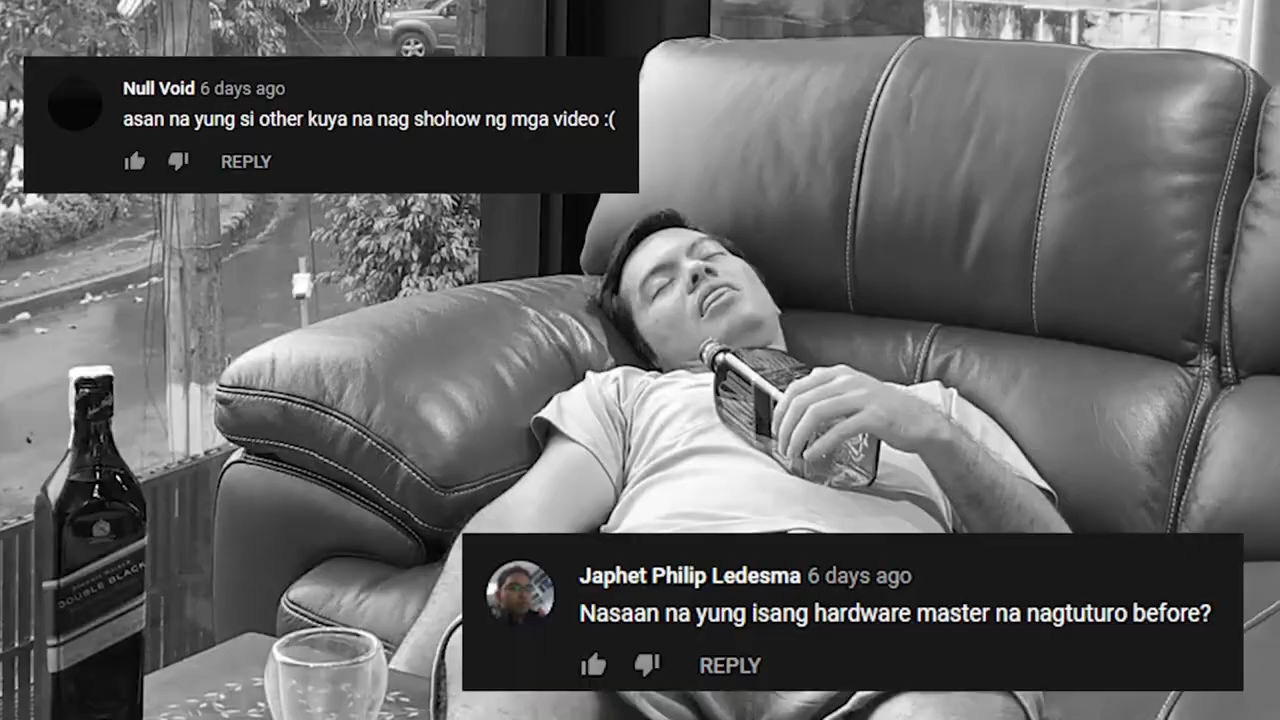 Null Void 6 days ago
asan na yung si other kuya na nag shohow ng mga video :(
REPLY
DOUBLE BLACK
Japhet Philip Ledesma 6 days ago
Nasaan na yung isang hardware master na nagtuturo before?
REPLY